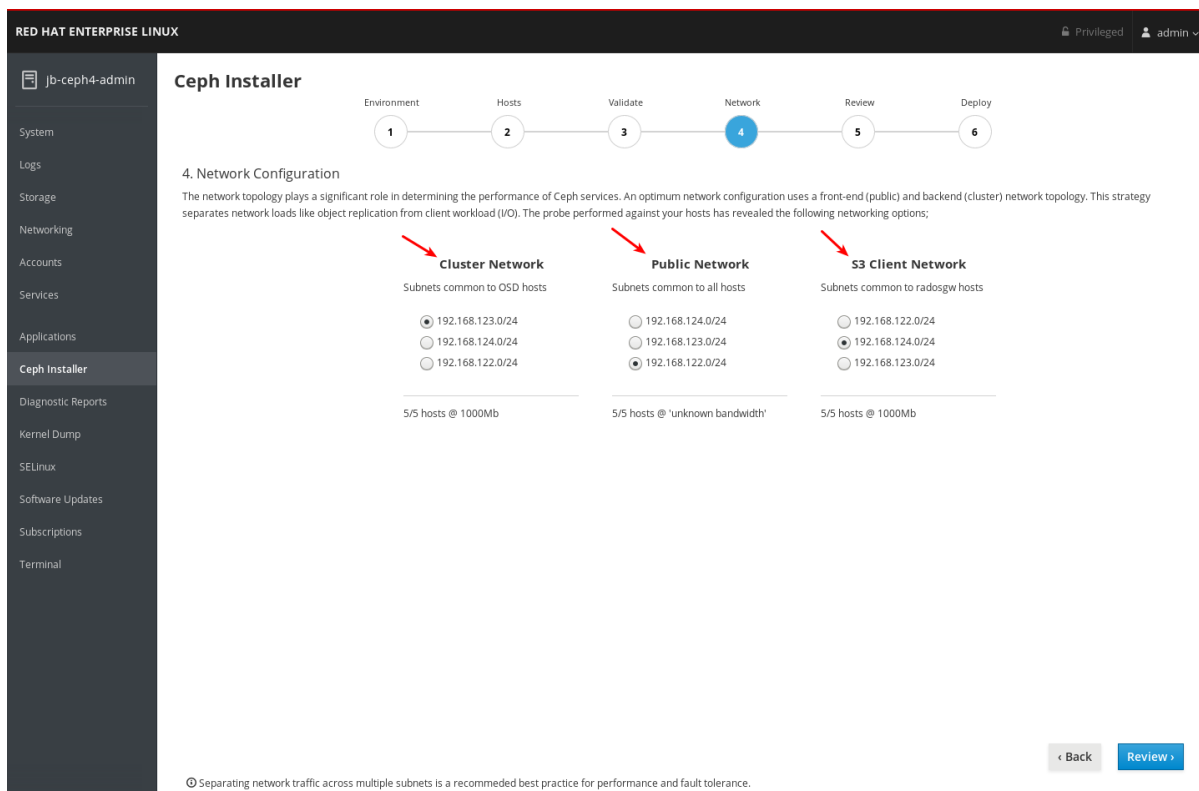 RED HAT ENTERPRISE LINUX
Privileged
admin
jb-ceph4-admin
System
Logs
Storage
Networking
Accounts
Services
Applications
Ceph Installer
Diagnostic Reports
Kernel Dump
SELinux
Software Updates
Subscriptions
Terminal
Ceph Installer
Environment Hosts Validate Network Review Deploy
1 2 3 4 5 6
4. Network Configuration
The network topology plays a significant role in determining the performance of Ceph services. An optimum network configuration uses a front-end (public) and backend (cluster) network topology. This strategy
separates network loads like object replication from client workload (I/O). The probe performed against your hosts has revealed the following networking options;
Cluster Network
Subnets common to OSD hosts
192.168.123.0/24
192.168.124.0/24
192.168.122.0/24
5/5 hosts @ 1000Mb
Public Network
Subnets common to all hosts
192.168.124.0/24
192.168.123.0/24
192.168.122.0/24
5/5 hosts @ 'unknown bandwidth'
S3 Client Network
Subnets common to radosgw hosts
192.168.122.0/24
192.168.124.0/24
192.168.123.0/24
5/5 hosts @ 1000Mb
‹ Back
Review ›
Separating network traffic across multiple subnets is a recommeded best practice for performance and fault tolerance.